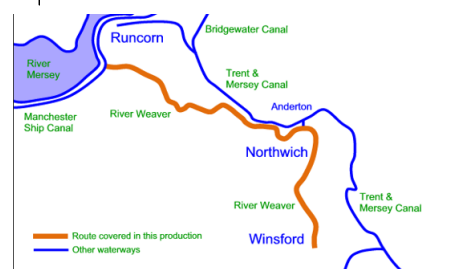 Bridgewater Canal
Runcorn
River
Mersey
Trent &
Mersey Canal
Anderton
Manchester
Ship Canal
River Weaver
Northwich
Trent &
Mersey Canal
River Weaver
Winsford
Route covered in this production
Other waterways